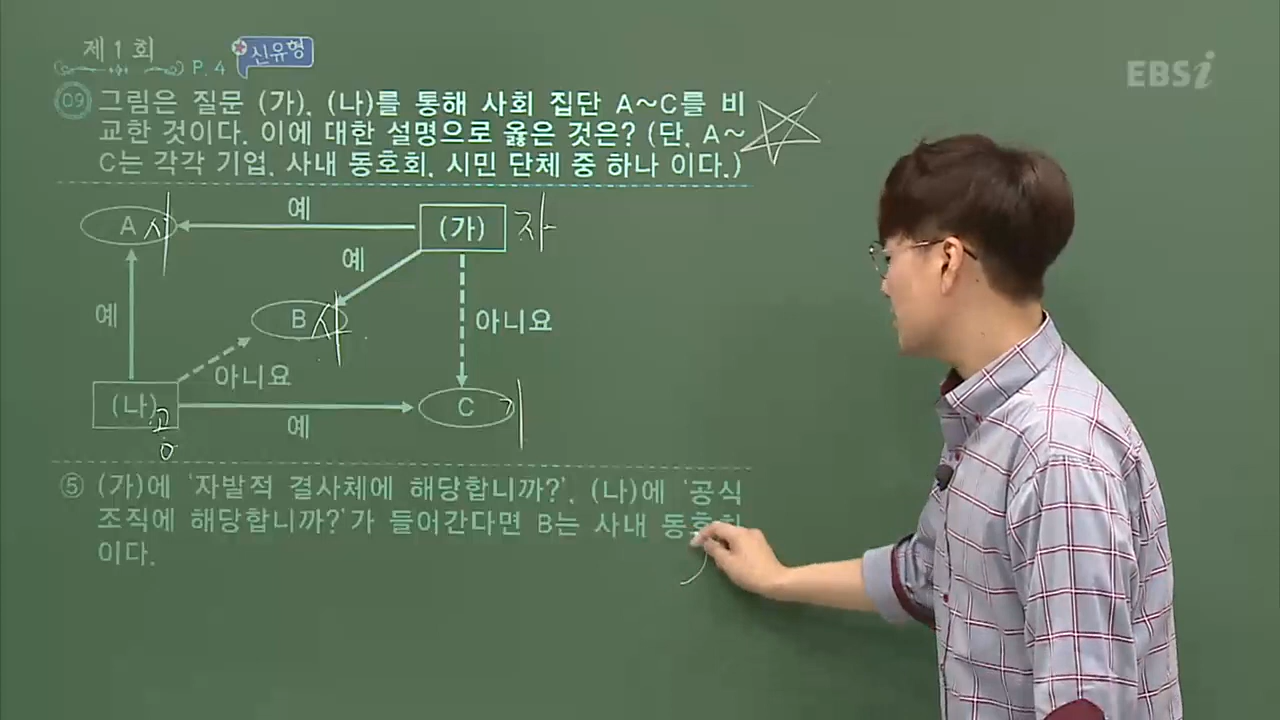 제1회
P. 4
신유형
EBSi
09 그림은 질문 (가), (나)를 통해 사회 집단 A~C를 비
교한 것이다. 이에 대한 설명으로 옳은 것은? (단, A~
C는 각각 기업, 사내 동호회, 시민 단체 중 하나 이다.)
A 사
예
(가) 자
예
예
B 사
아니요
아니요
(나) 공
예
C 기
⑤ (가)에 '자발적 결사체에 해당합니까?', (나)에 '공식
조직에 해당합니까?'가 들어간다면 B는 사내 동호회
이다.